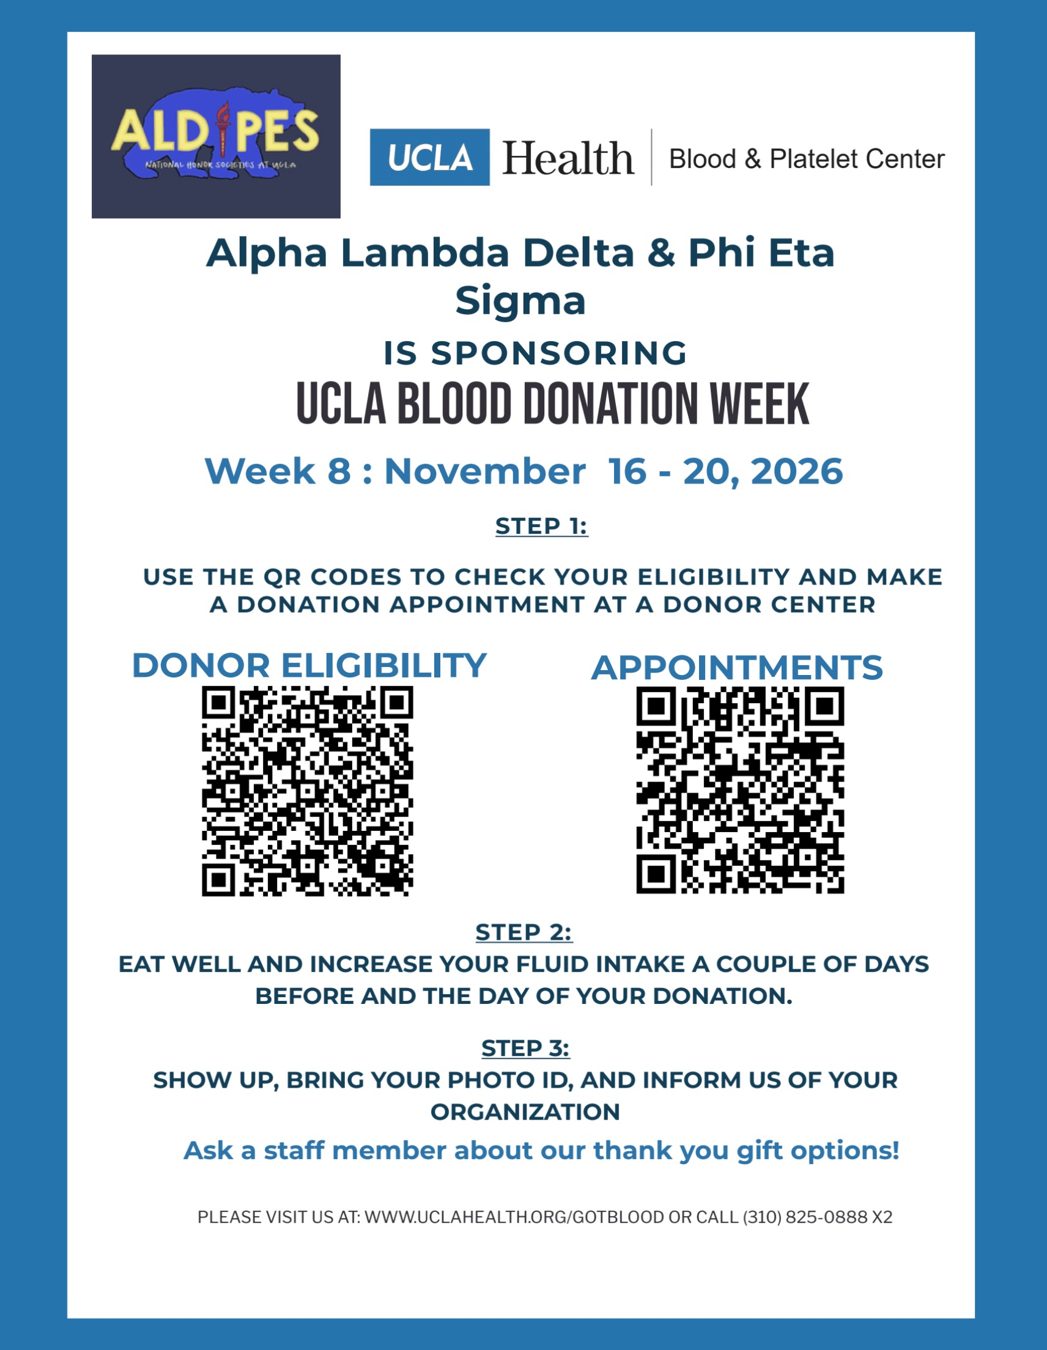 ALD PES
NATIONAL HONOR SOCIETIES AT UCLA
UCLA Health | Blood & Platelet Center
Alpha Lambda Delta & Phi Eta
Sigma
IS SPONSORING
UCLA BLOOD DONATION WEEK
Week 8 : November 16 - 20, 2026
STEP 1:
USE THE QR CODES TO CHECK YOUR ELIGIBILITY AND MAKE
A DONATION APPOINTMENT AT A DONOR CENTER
DONOR ELIGIBILITY
APPOINTMENTS
STEP 2:
EAT WELL AND INCREASE YOUR FLUID INTAKE A COUPLE OF DAYS
BEFORE AND THE DAY OF YOUR DONATION.
STEP 3:
SHOW UP, BRING YOUR PHOTO ID, AND INFORM US OF YOUR
ORGANIZATION
Ask a staff member about our thank you gift options!
PLEASE VISIT US AT: WWW.UCLAHEALTH.ORG/GOTBLOOD OR CALL (310) 825-0888 X2